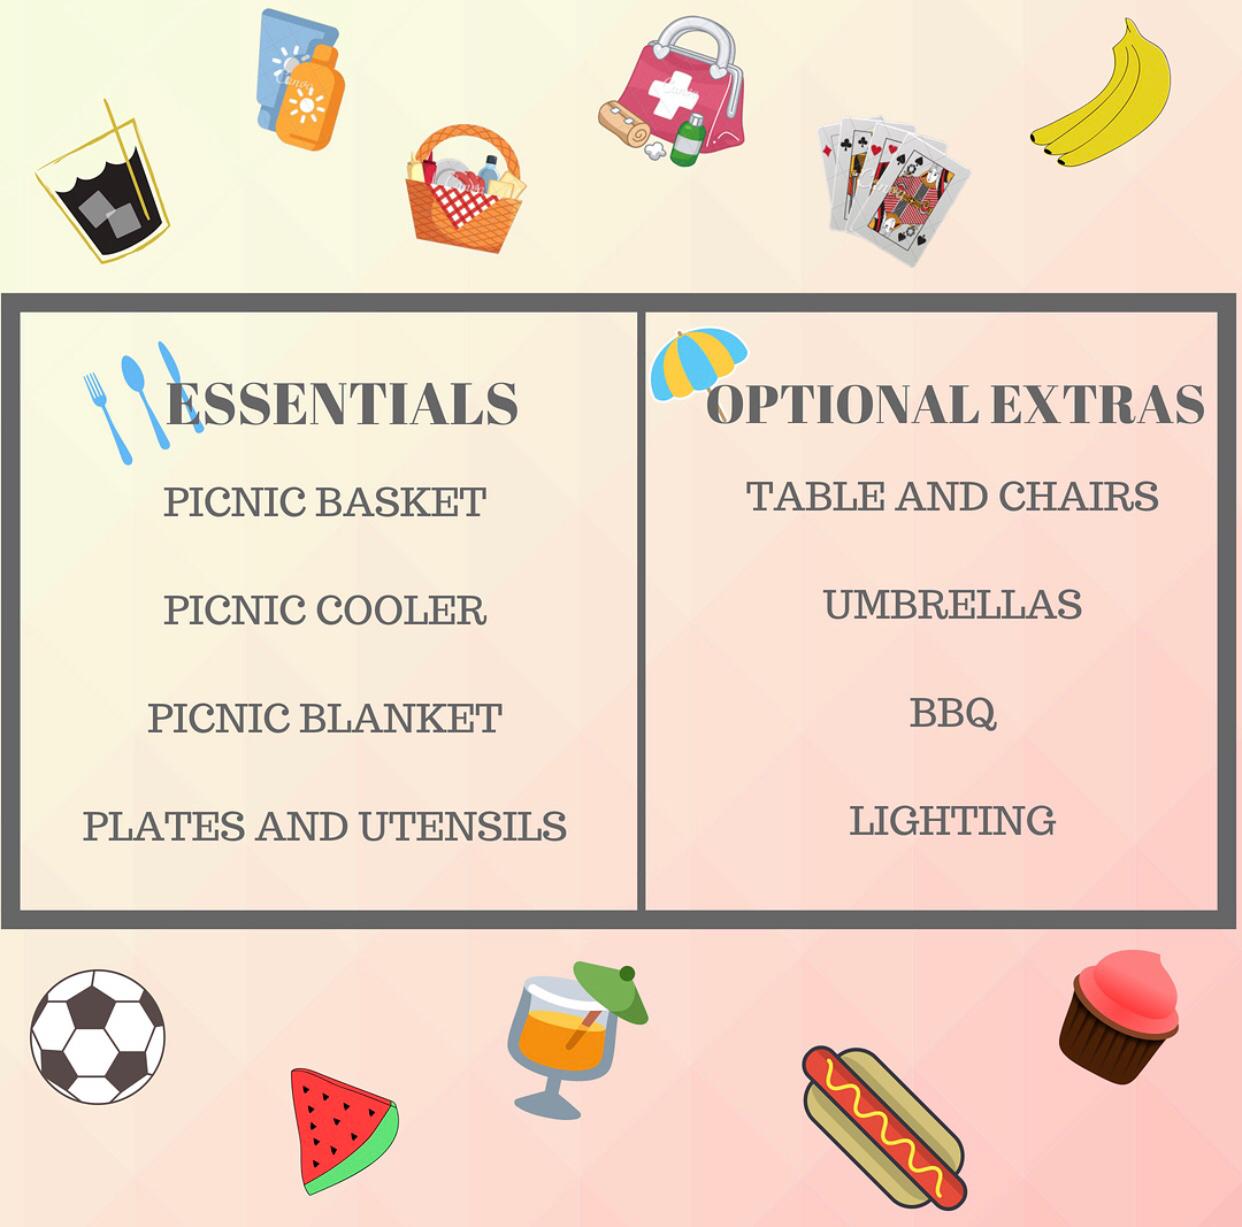 ESSENTIALS
PICNIC BASKET
PICNIC COOLER
PICNIC BLANKET
PLATES AND UTENSILS
OPTIONAL EXTRAS
TABLE AND CHAIRS
UMBRELLAS
BBQ
LIGHTING